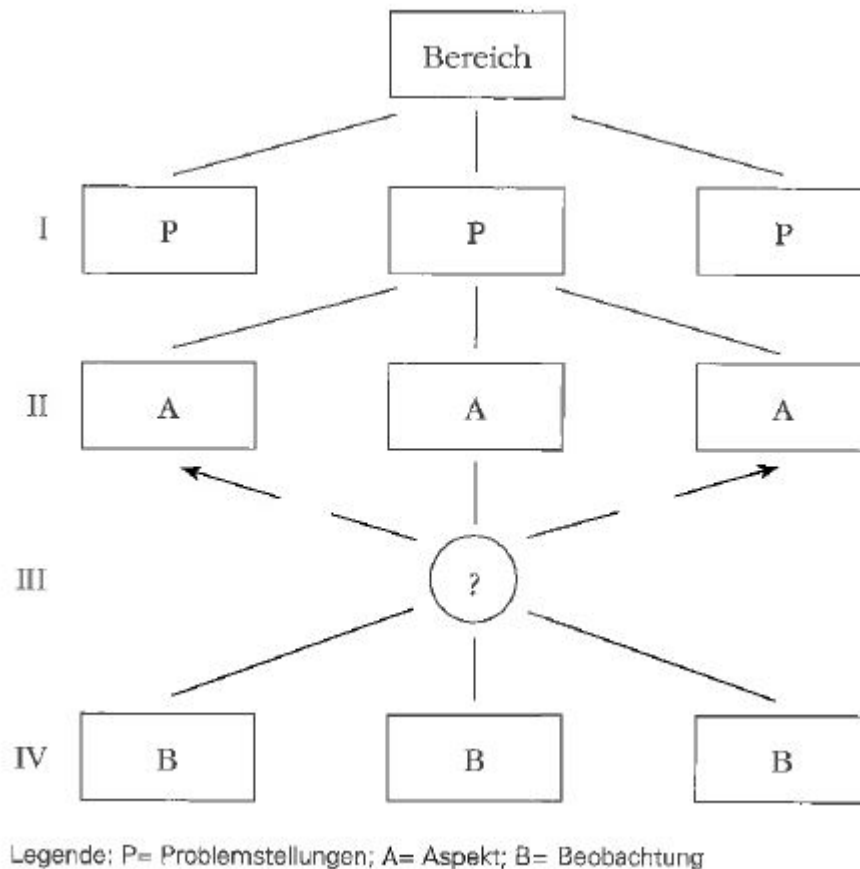 Bereich
I P P P
II A A A
III ?
IV B B B
Legende: P= Problemstellungen; A= Aspekt; B= Beobachtung